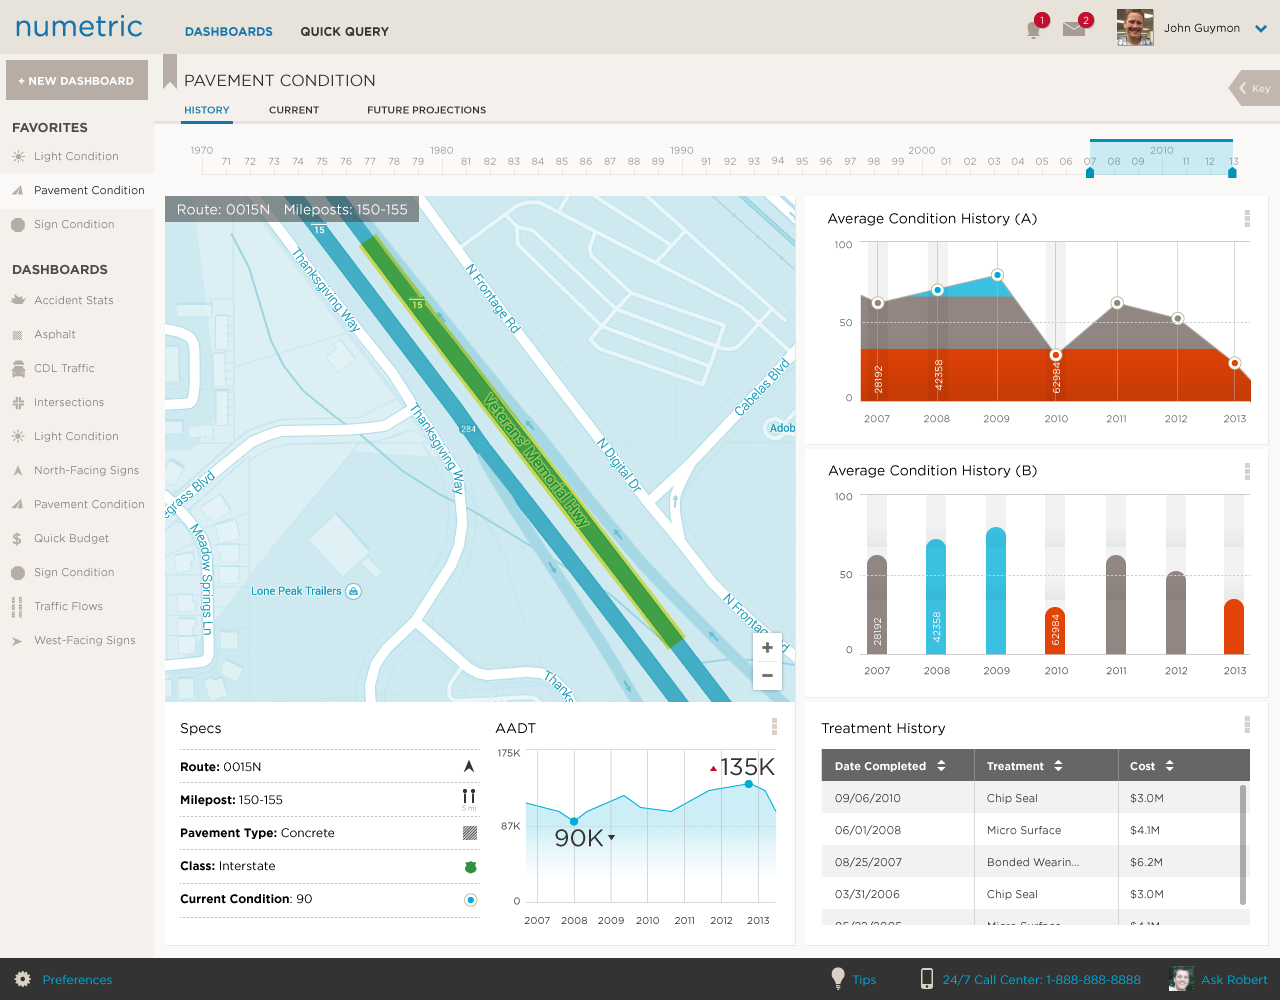 numetric
DASHBOARDS QUICK QUERY
1 2
John Guymon
+ NEW DASHBOARD
FAVORITES
Light Condition
Pavement Condition
Sign Condition
DASHBOARDS
Accident Stats
Asphalt
CDL Traffic
Intersections
Light Condition
North-Facing Signs
Pavement Condition
Quick Budget
Sign Condition
Traffic Flows
West-Facing Signs
PAVEMENT CONDITION
Key
HISTORY CURRENT FUTURE PROJECTIONS
1970 1980 1990 2000 2010
71 72 73 74 75 76 77 78 79 81 82 83 84 85 86 87 88 89 91 92 93 94 95 96 97 98 99 01 02 03 04 05 06 07 08 09 11 12 13
Route: 0015N Mileposts: 150-155
15
15
Thanksgiving Way
N Frontage Rd
Cabelas Blvd
Adob
Thanksgiving Way
284
Veterans' Memorial Hwy
N Digital Dr
egrass Blvd
Meadow Springs Ln
Lone Peak Trailers
N Frontage Rd
Thanks
+
−
Specs
Route: 0015N
Milepost: 150-155
5 mi
Pavement Type: Concrete
Class: Interstate
Current Condition: 90
AADT
175K
135K
87K
90K
0
2007 2008 2009 2010 2011 2012 2013
Average Condition History (A)
100
50
28192 42358 62984
0
2007 2008 2009 2010 2011 2012 2013
Average Condition History (B)
100
50
28192 42358 62984
0
2007 2008 2009 2010 2011 2012 2013
Treatment History
Date Completed Treatment Cost
09/06/2010 Chip Seal $3.0M
06/01/2008 Micro Surface $4.1M
08/25/2007 Bonded Wearin... $6.2M
03/31/2006 Chip Seal $3.0M
05/22/2005 Micro Surface $4.1M
Preferences
Tips
24/7 Call Center: 1-888-888-8888
Ask Robert